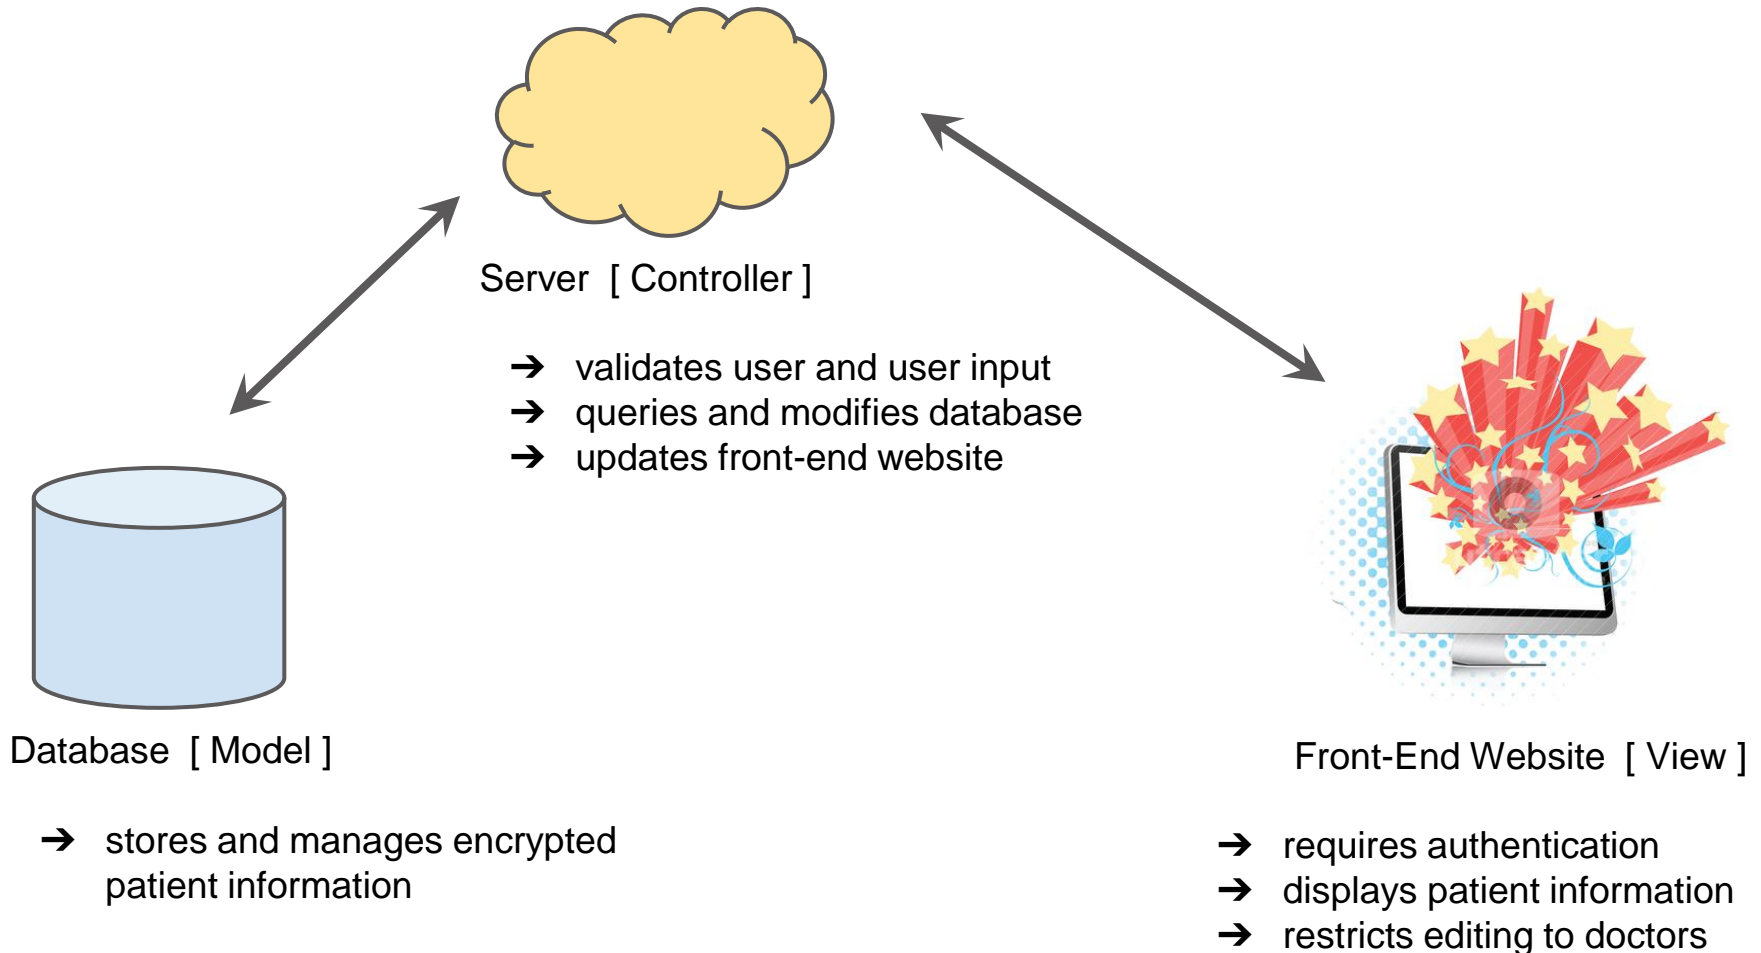 Server [ Controller ]
➔ validates user and user input
➔ queries and modifies database
➔ updates front-end website
Database [ Model ]
➔ stores and manages encrypted
patient information
Front-End Website [ View ]
➔ requires authentication
➔ displays patient information
➔ restricts editing to doctors